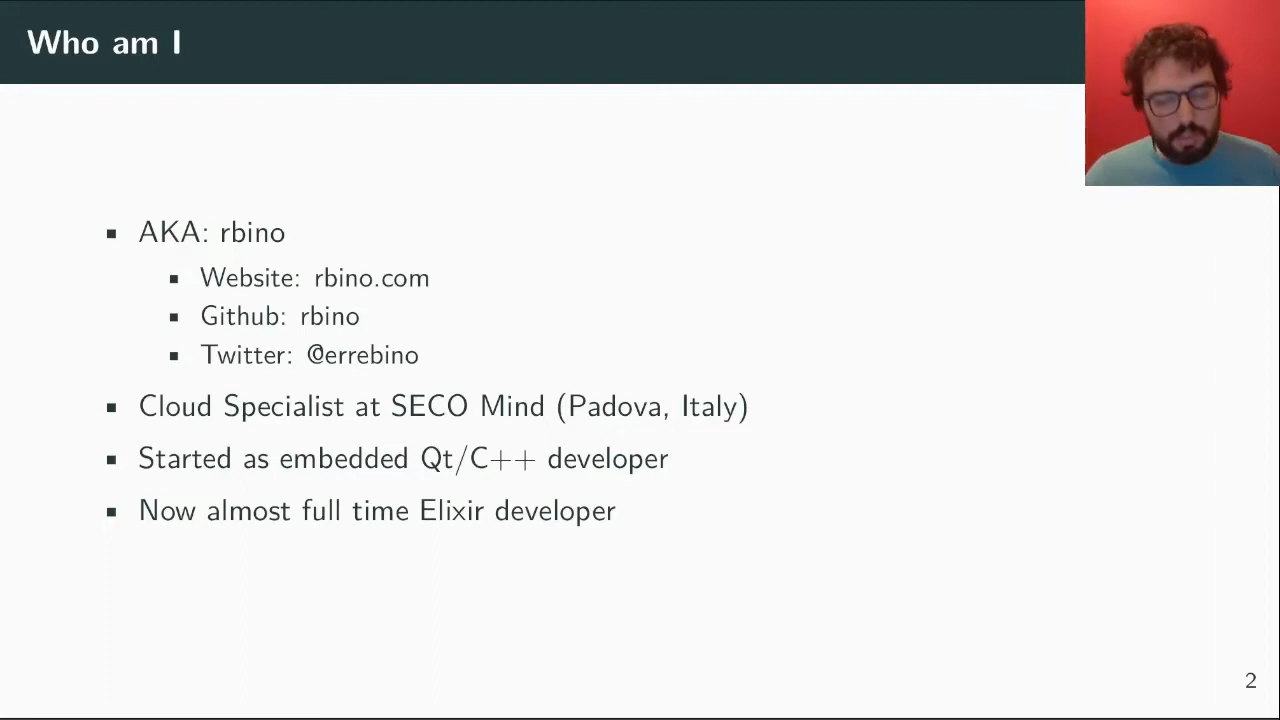 Who am I
AKA: rbino
Website: rbino.com
Github: rbino
Twitter: @errebino
Cloud Specialist at SECO Mind (Padova, Italy)
Started as embedded Qt/C++ developer
Now almost full time Elixir developer
2